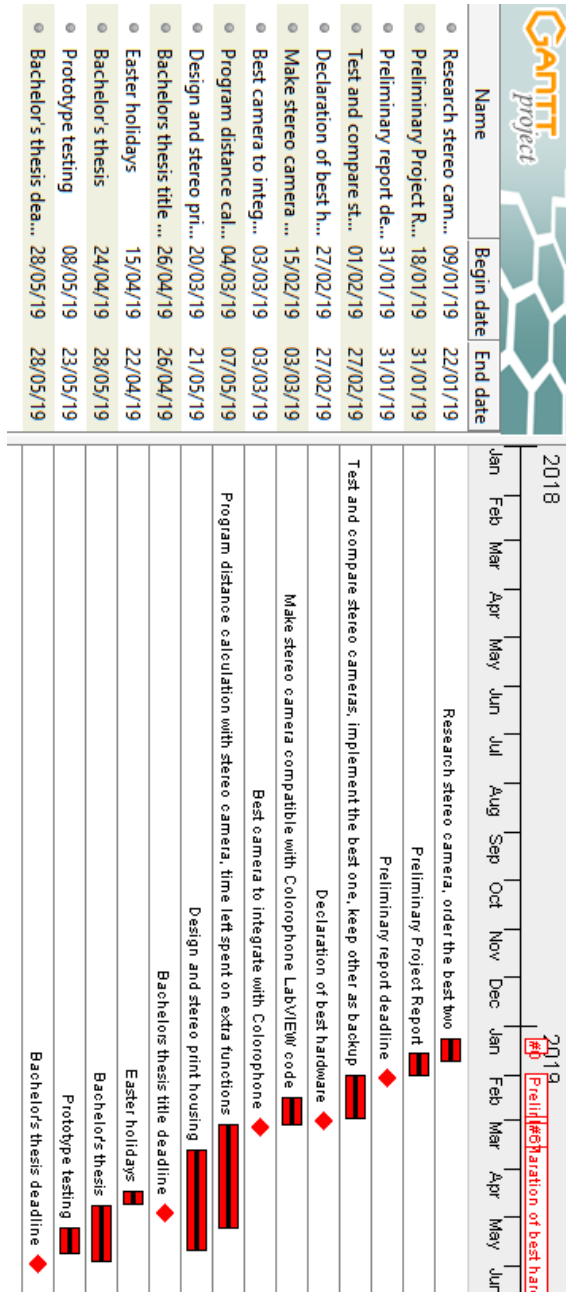 GANTT
project
Name Begin date End date
Research stereo cam... 09/01/19 22/01/19
Preliminary Project R... 18/01/19 31/01/19
Preliminary report de... 31/01/19 31/01/19
Test and compare st... 01/02/19 27/02/19
Declaration of best h... 27/02/19 27/02/19
Make stereo camera ... 15/02/19 03/03/19
Best camera to integ... 03/03/19 03/03/19
Program distance cal... 04/03/19 07/05/19
Design and stereo pri... 20/03/19 21/05/19
Bachelors thesis title ... 26/04/19 26/04/19
Easter holidays 15/04/19 22/04/19
Bachelor's thesis 24/04/19 28/05/19
Prototype testing 08/05/19 23/05/19
Bachelor's thesis dea... 28/05/19 28/05/19
2018 2019
#0 Prelin #6 laration of best hard
Jan Feb Mar Apr May Jun Jul Aug Sep Oct Nov Dec Jan Feb Mar Apr May Jun
Research stereo camera, order the best two
Preliminary Project Report
Preliminary report deadline
Test and compare stereo cameras, implement the best one, keep other as backup
Declaration of best hardware
Make stereo camera compatible with Colorophone LabVIEW code
Best camera to integrate with Colorophone
Program distance calculation with stereo camera, time left spent on extra functions
Design and stereo print housing
Bachelors thesis title deadline
Easter holidays
Bachelor's thesis
Prototype testing
Bachelor's thesis deadline